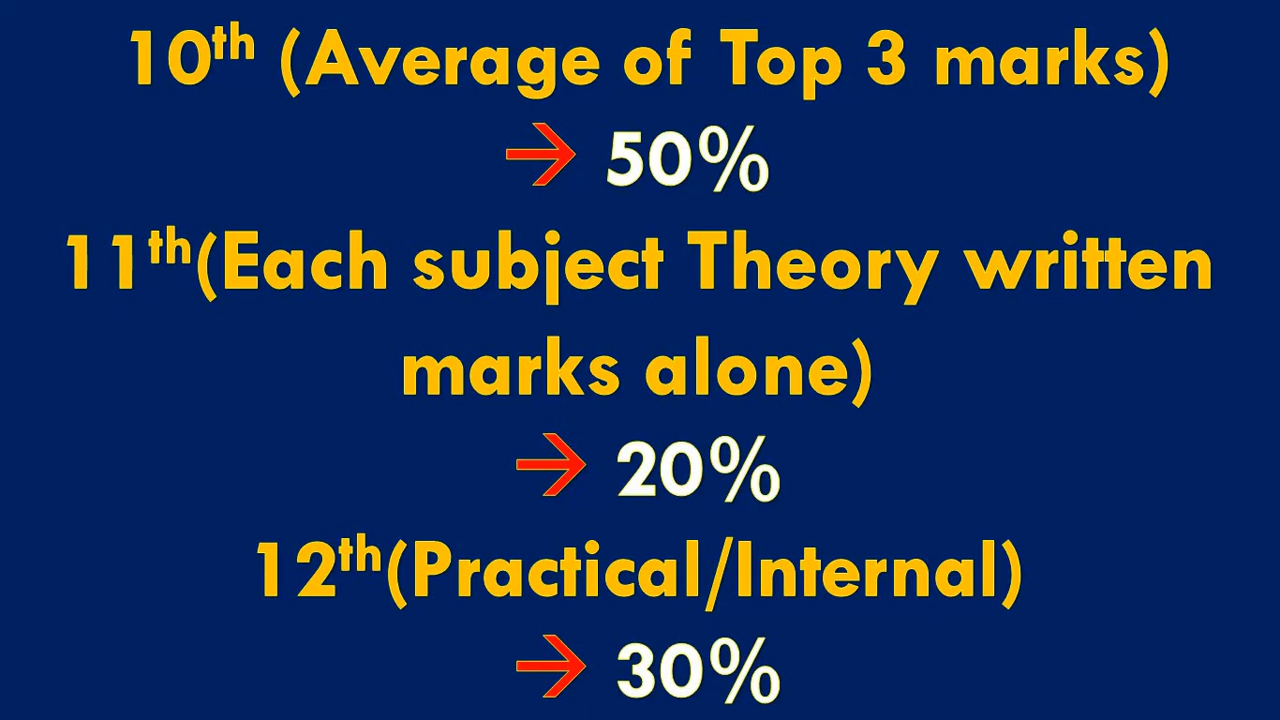 10th (Average of Top 3 marks)
→ 50%
11th(Each subject Theory written
marks alone)
→ 20%
12th(Practical/Internal)
→ 30%